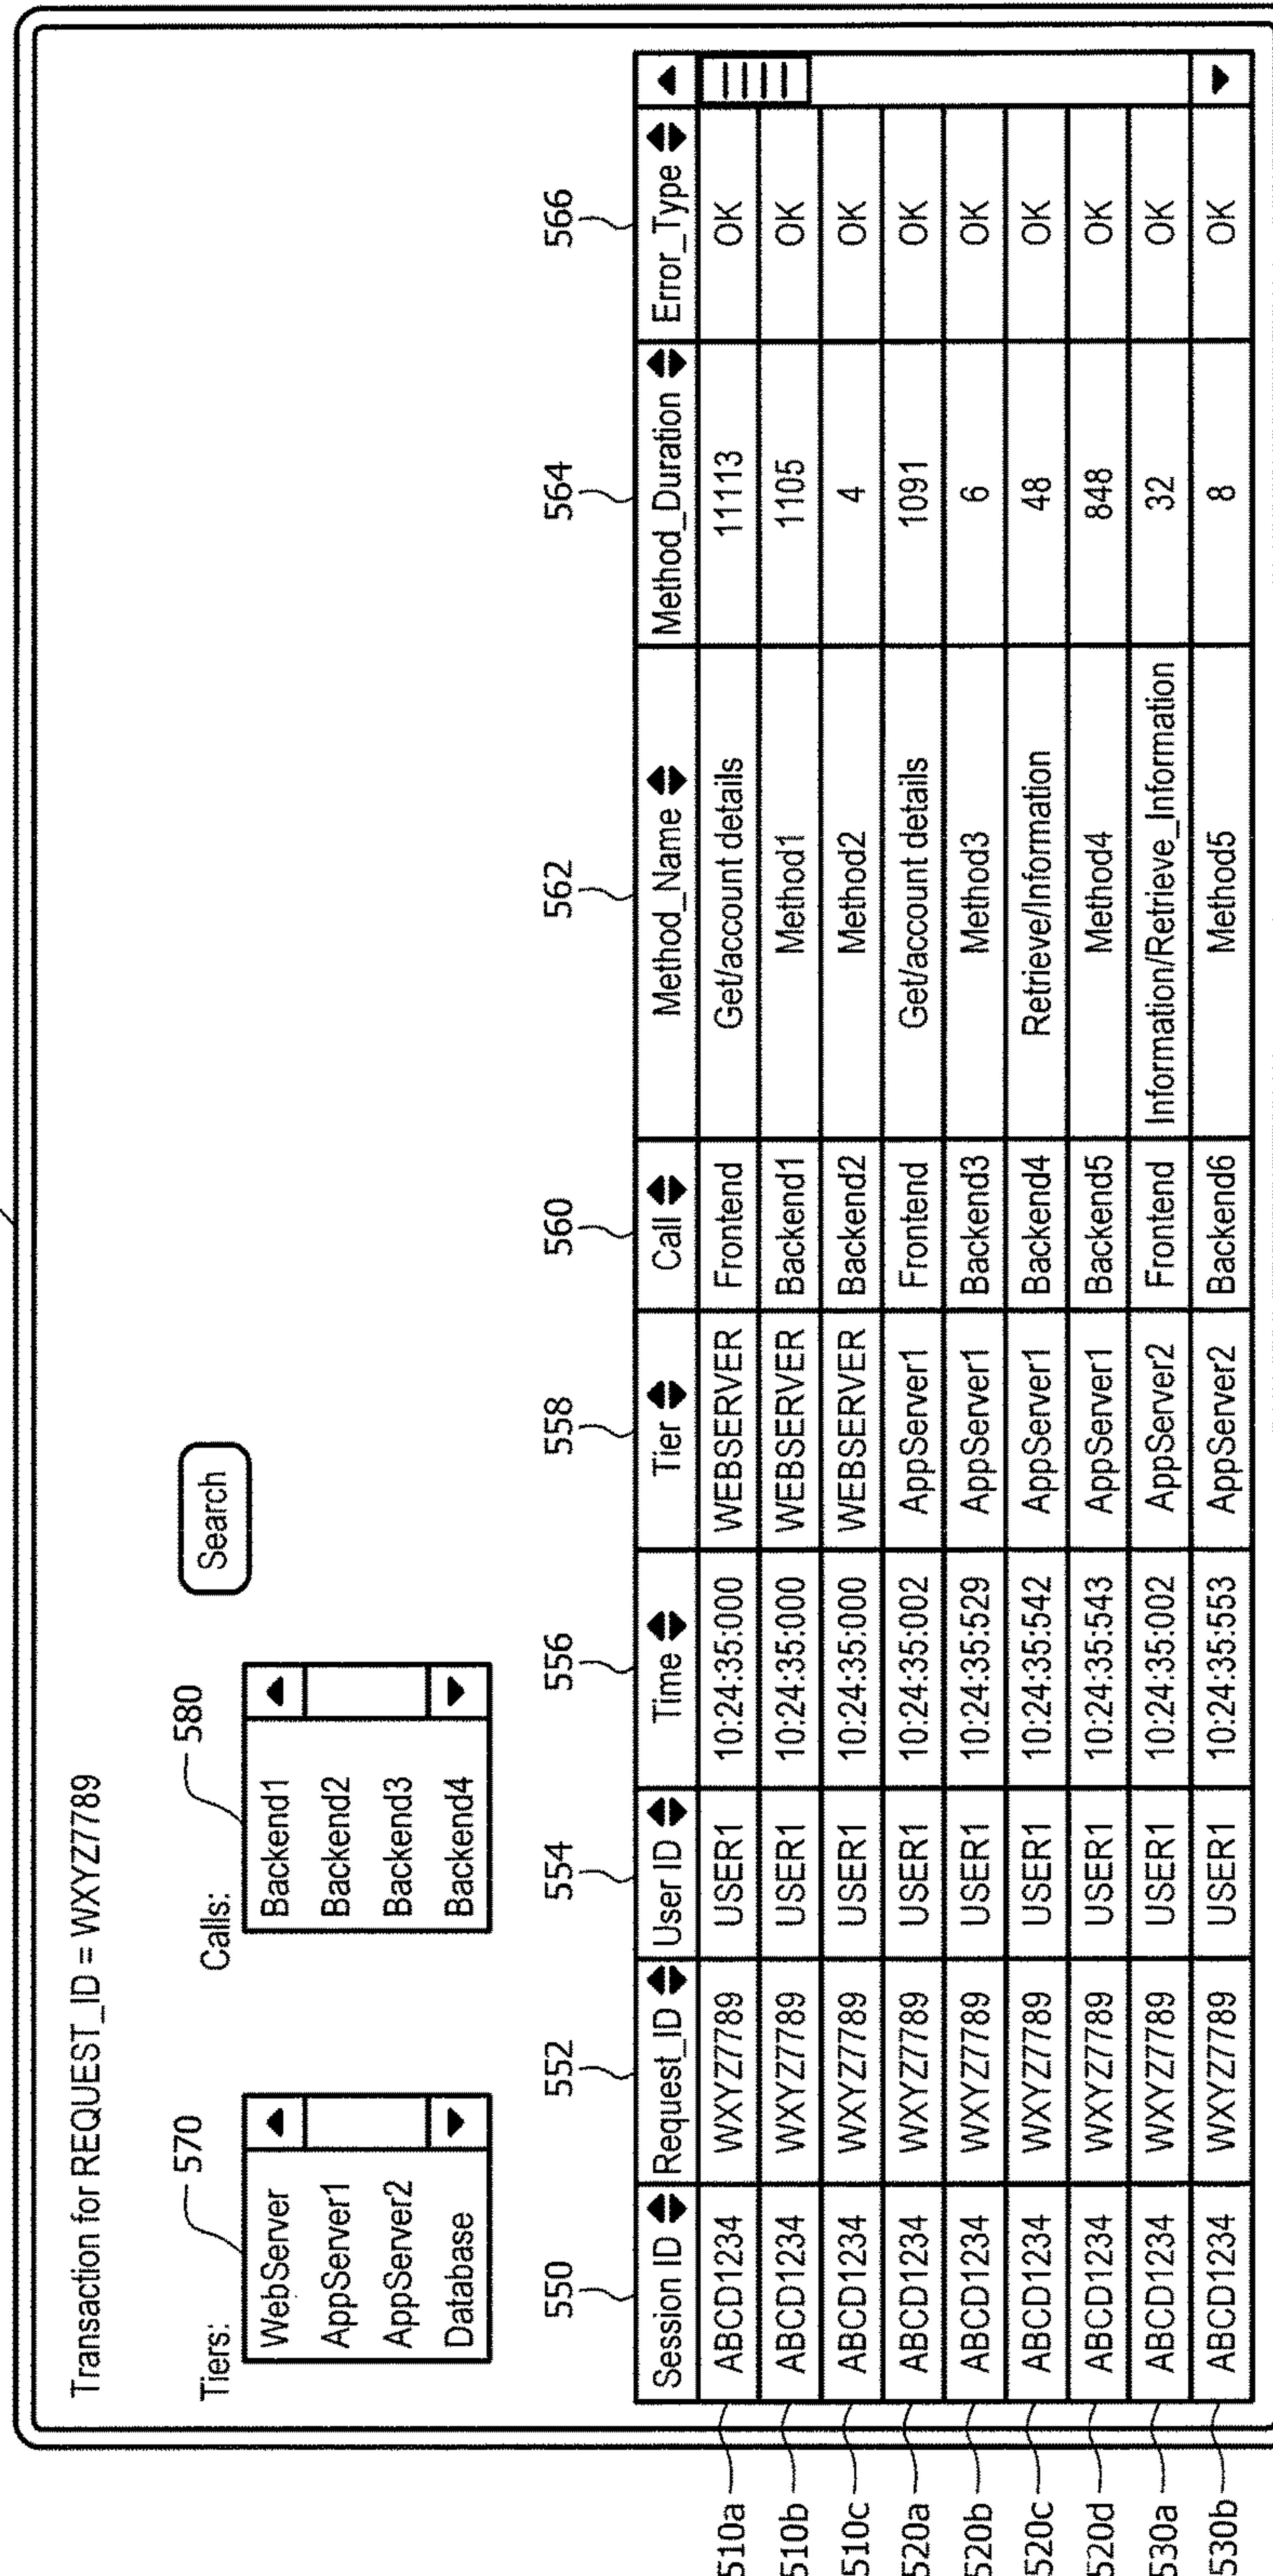 Transaction for REQUEST_ID = WXYZ7789
Tiers:
570
WebServer
AppServer1
AppServer2
Database
Calls:
580
Backend1
Backend2
Backend3
Backend4
Search
550 552 554 556 558 560 562 564 566
Session ID Request_ID User ID Time Tier Call Method_Name Method_Duration Error_Type
510a ABCD1234 WXYZ7789 USER1 10:24:35:000 WEBSERVER Frontend Get/account details 11113 OK
510b ABCD1234 WXYZ7789 USER1 10:24:35:000 WEBSERVER Backend1 Method1 1105 OK
510c ABCD1234 WXYZ7789 USER1 10:24:35:000 WEBSERVER Backend2 Method2 4 OK
520a ABCD1234 WXYZ7789 USER1 10:24:35:002 AppServer1 Frontend Get/account details 1091 OK
520b ABCD1234 WXYZ7789 USER1 10:24:35:529 AppServer1 Backend3 Method3 6 OK
520c ABCD1234 WXYZ7789 USER1 10:24:35:542 AppServer1 Backend4 Retrieve/Information 48 OK
520d ABCD1234 WXYZ7789 USER1 10:24:35:543 AppServer1 Backend5 Method4 848 OK
530a ABCD1234 WXYZ7789 USER1 10:24:35:002 AppServer2 Frontend Information/Retrieve_Information 32 OK
530b ABCD1234 WXYZ7789 USER1 10:24:35:553 AppServer2 Backend6 Method5 8 OK